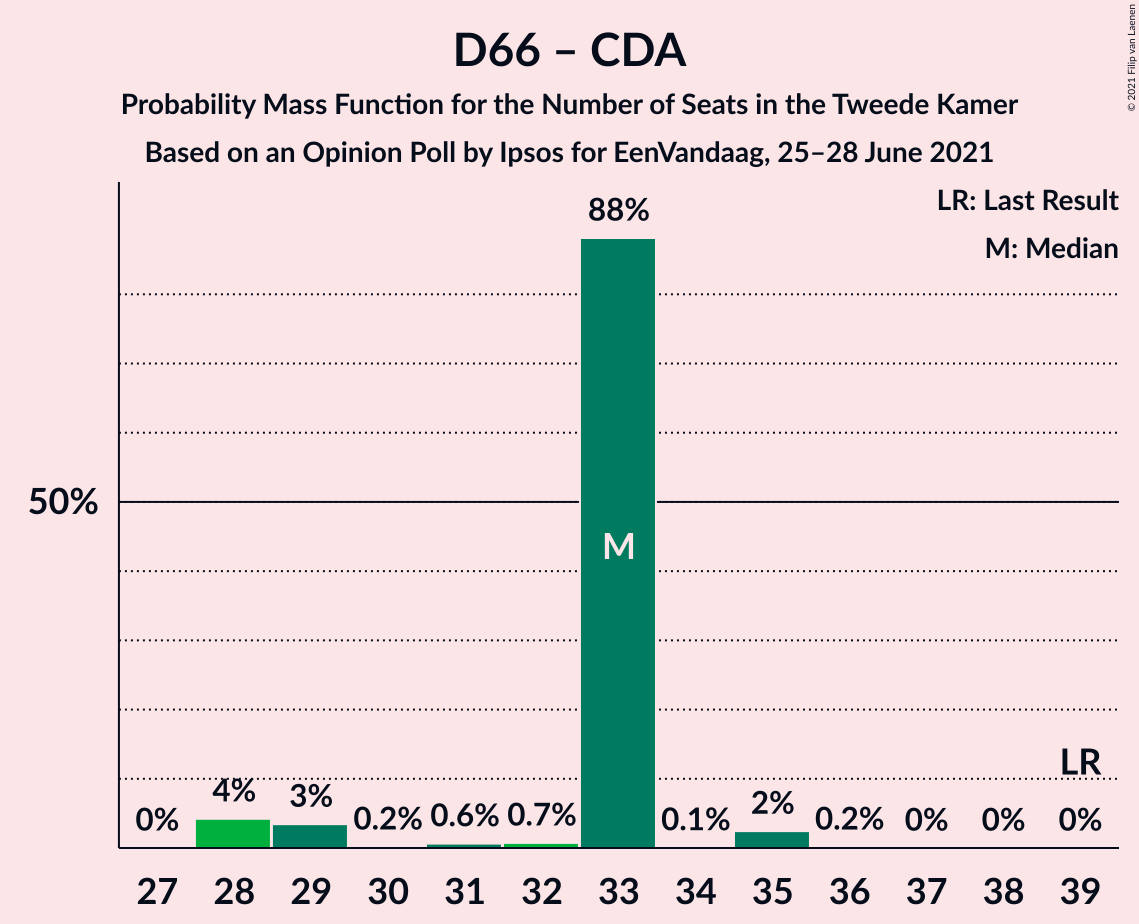 D66 – CDA
Probability Mass Function for the Number of Seats in the Tweede Kamer
Based on an Opinion Poll by Ipsos for EenVandaag, 25–28 June 2021
© 2021 Filip van Laenen
LR: Last Result
M: Median
88%
50%
M
LR
0% 4% 3% 0.2% 0.6% 0.7% 0.1% 2% 0.2% 0% 0% 0%
27 28 29 30 31 32 33 34 35 36 37 38 39